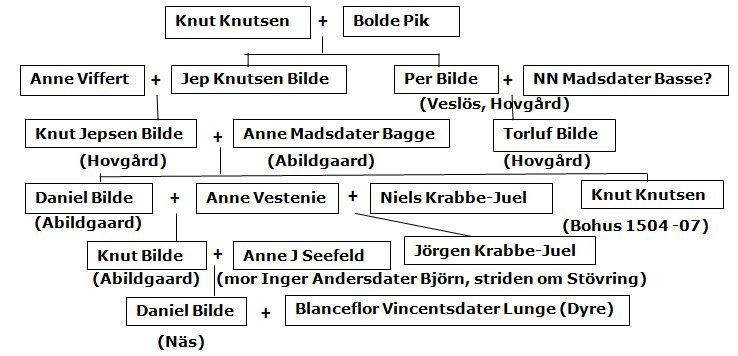 Knut Knutsen + Bolde Pik
Anne Viffert + Jep Knutsen Bilde Per Bilde + NN Madsdater Basse?
(Veslös, Hovgård)
Knut Jepsen Bilde + Anne Madsdater Bagge Torluf Bilde
(Hovgård) (Abildgaard) (Hovgård)
Daniel Bilde + Anne Vestenie + Niels Krabbe-Juel Knut Knutsen
(Abildgaard) (Bohus 1504 -07)
Knut Bilde + Anne J Seefeld Jörgen Krabbe-Juel
(Abildgaard) (mor Inger Andersdater Björn, striden om Stövring)
Daniel Bilde + Blanceflor Vincentsdater Lunge (Dyre)
(Näs)